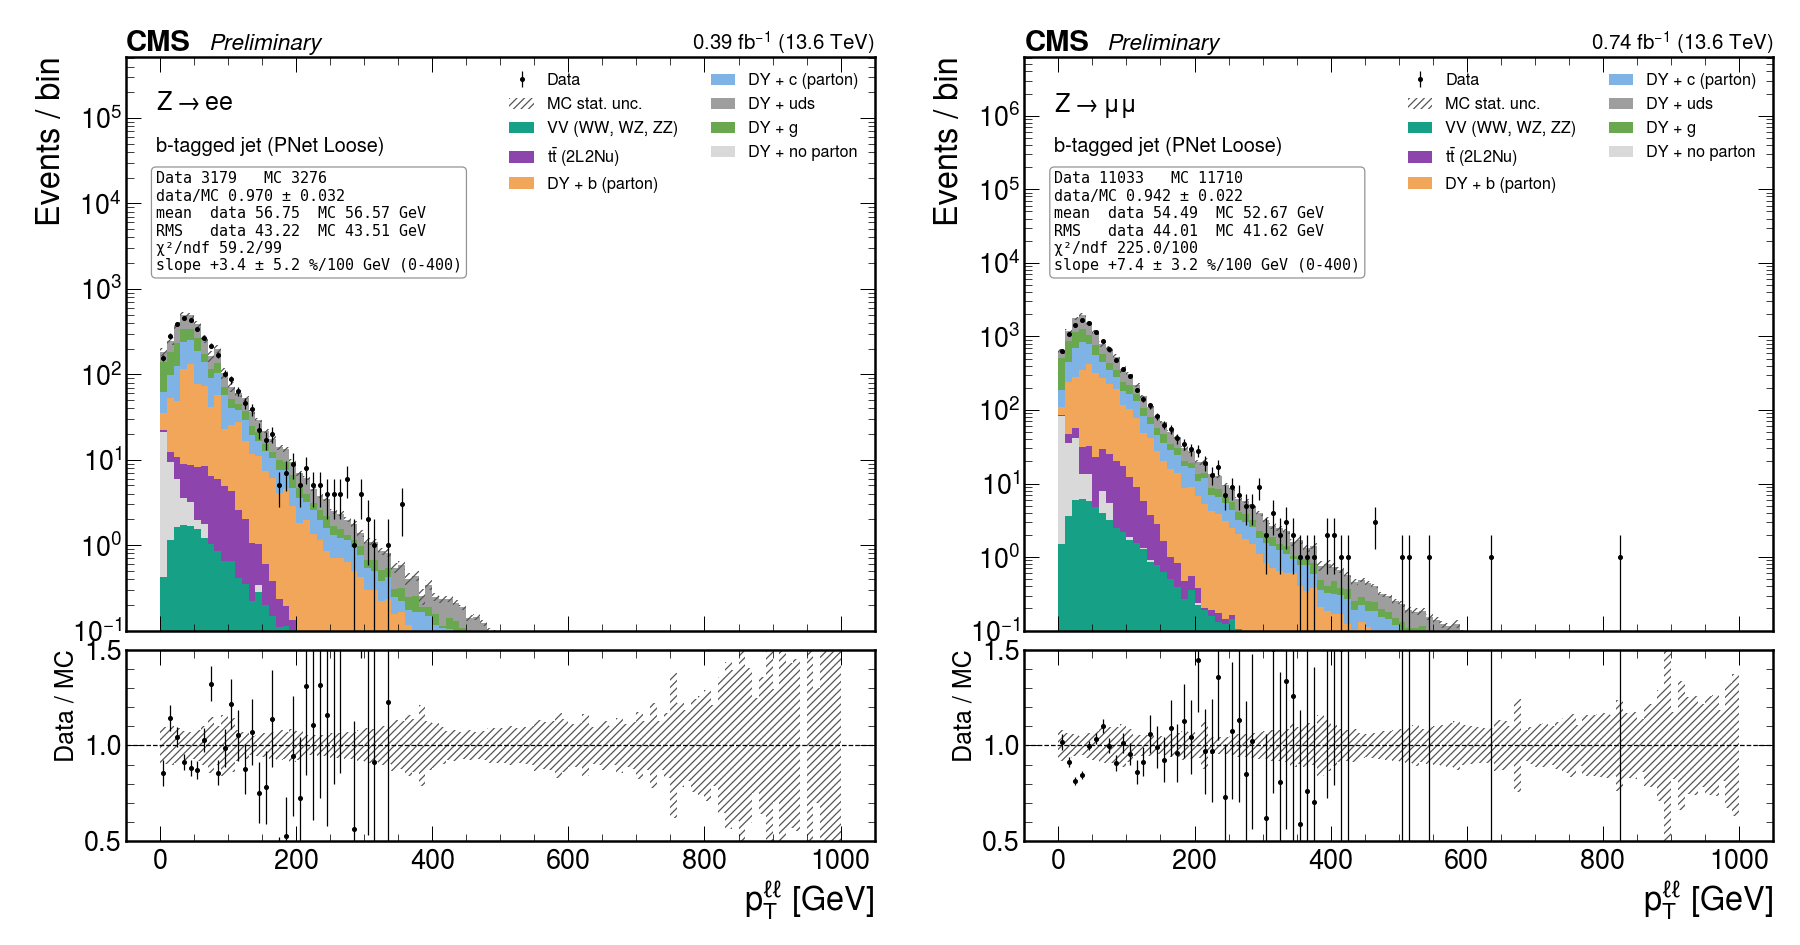 CMS Preliminary 0.39 fb⁻¹ (13.6 TeV)
Events / bin
Z → ee
b-tagged jet (PNet Loose)
Data 3179 MC 3276
data/MC 0.970 ± 0.032
mean data 56.75 MC 56.57 GeV
RMS data 43.22 MC 43.51 GeV
χ²/ndf 59.2/99
slope +3.4 ± 5.2 %/100 GeV (0-400)
Data
MC stat. unc.
VV (WW, WZ, ZZ)
tt̄ (2L2Nu)
DY + b (parton)
DY + c (parton)
DY + uds
DY + g
DY + no parton
10⁵
10⁴
10³
10²
10¹
10⁰
10⁻¹
Data / MC
1.5
1.0
0.5
0 200 400 600 800 1000
p_T^ℓℓ [GeV]
CMS Preliminary 0.74 fb⁻¹ (13.6 TeV)
Events / bin
Z → μμ
b-tagged jet (PNet Loose)
Data 11033 MC 11710
data/MC 0.942 ± 0.022
mean data 54.49 MC 52.67 GeV
RMS data 44.01 MC 41.62 GeV
χ²/ndf 225.0/100
slope +7.4 ± 3.2 %/100 GeV (0-400)
Data
MC stat. unc.
VV (WW, WZ, ZZ)
tt̄ (2L2Nu)
DY + b (parton)
DY + c (parton)
DY + uds
DY + g
DY + no parton
10⁶
10⁵
10⁴
10³
10²
10¹
10⁰
10⁻¹
Data / MC
1.5
1.0
0.5
0 200 400 600 800 1000
p_T^ℓℓ [GeV]